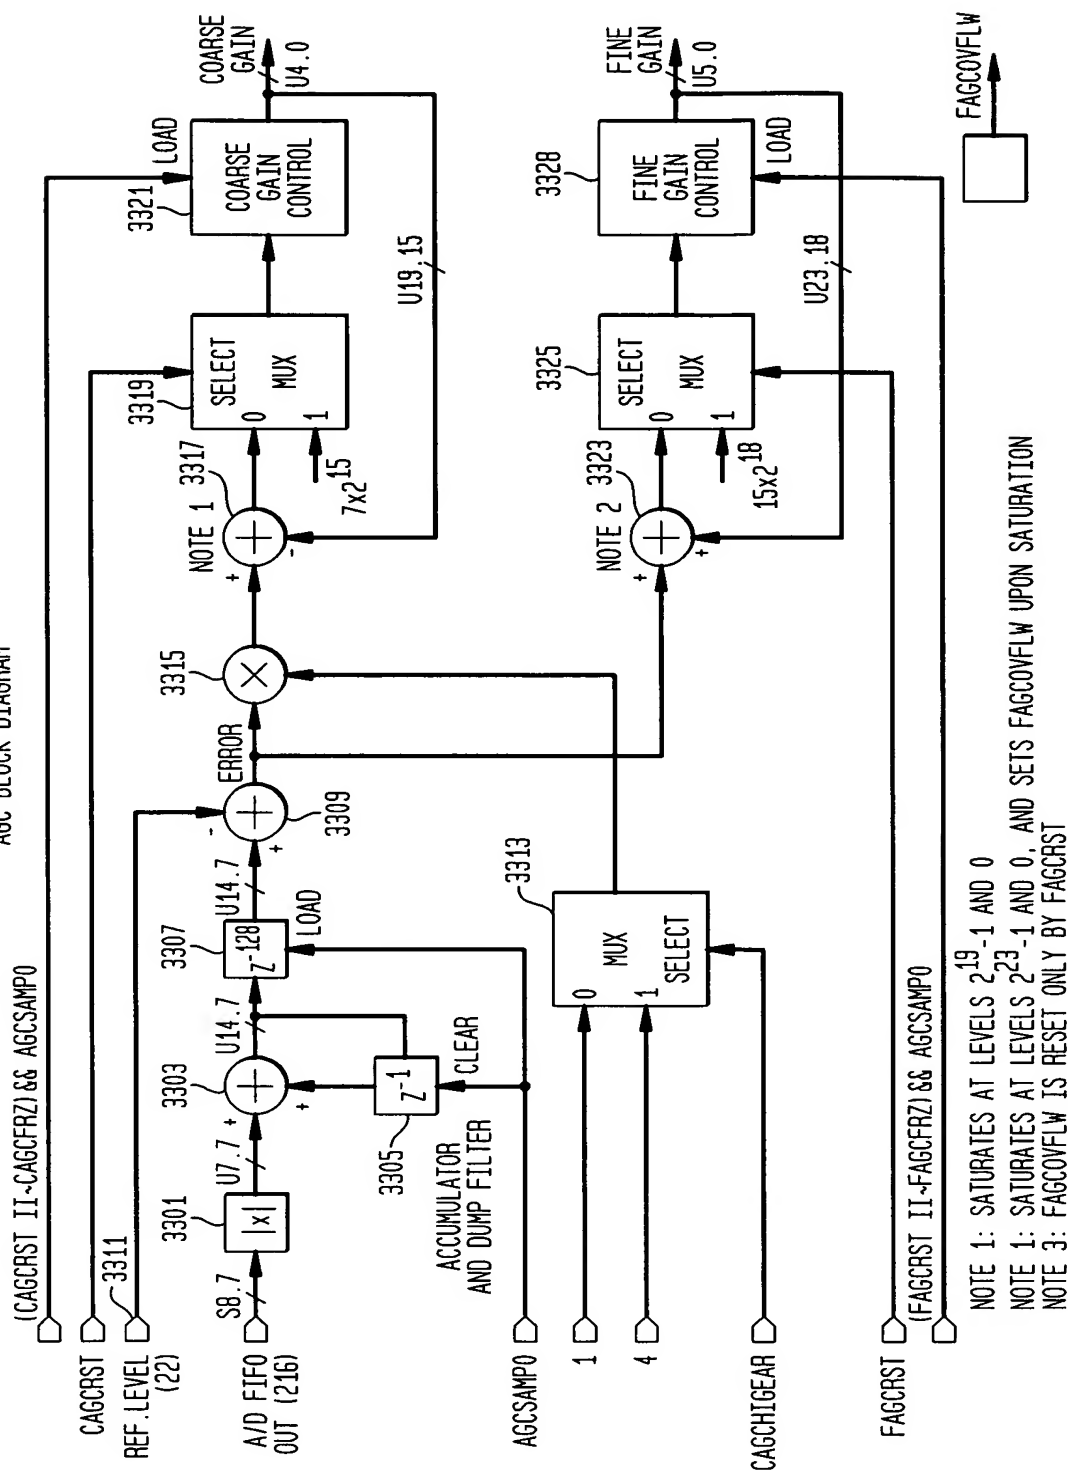 AGC BLOCK DIAGRAM
(CAGCRST II~CAGCFRZ) && AGCSAMPO
CAGCRST
REF.LEVEL
(22)
3311
A/D FIFO
OUT (216)
S8.7
3301
|x|
U7.7
3303
+
+
U14.7
3305
Z-1
CLEAR
ACCUMULATOR
AND DUMP FILTER
3307
Z-128
LOAD
U14.7
-
+
3309
ERROR
3315
NOTE 1
+
-
3317
7x2 15
3319
SELECT
0
1
MUX
3321
LOAD
COARSE
GAIN
CONTROL
COARSE
GAIN
U4.0
U19.15
AGCSAMPO
1
4
CAGCHIGEAR
3313
0
1
MUX
SELECT
NOTE 2
+
+
3323
15x2 18
3325
SELECT
0
1
MUX
3328
FINE
GAIN
CONTROL
LOAD
FINE
GAIN
U5.0
U23.18
FAGCRST
(FAGCRST II~FAGCFRZ) && AGCSAMPO
FAGCOVFLW
NOTE 1: SATURATES AT LEVELS 2 19-1 AND 0
NOTE 1: SATURATES AT LEVELS 2 23-1 AND 0, AND SETS FAGCOVFLW UPON SATURATION
NOTE 3: FAGCOVFLW IS RESET ONLY BY FAGCRST